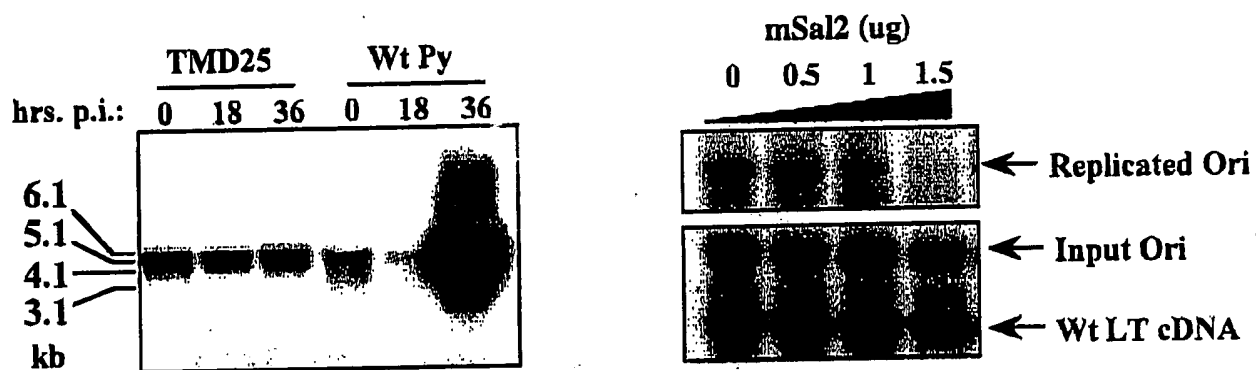 TMD25 Wt Py
hrs. p.i.: 0 18 36 0 18 36
6.1
5.1
4.1
3.1
kb
mSal2 (ug)
0 0.5 1 1.5
Replicated Ori
Input Ori
Wt LT cDNA